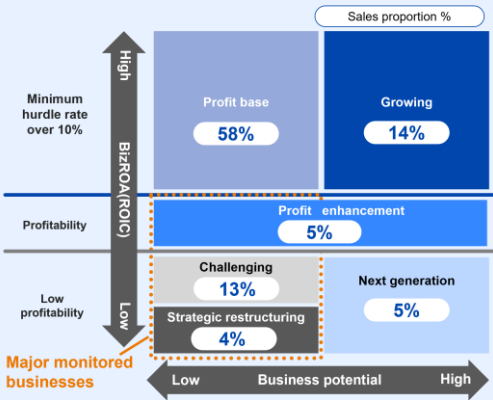 Sales proportion %
High
Minimum
hurdle rate
over 10%
Profit base
58%
Growing
14%
BizROA(ROIC)
Profitability
Profit enhancement
5%
Low
profitability
Challenging
13%
Next generation
5%
Strategic restructuring
4%
Low
Major monitored
businesses
Low
Business potential
High